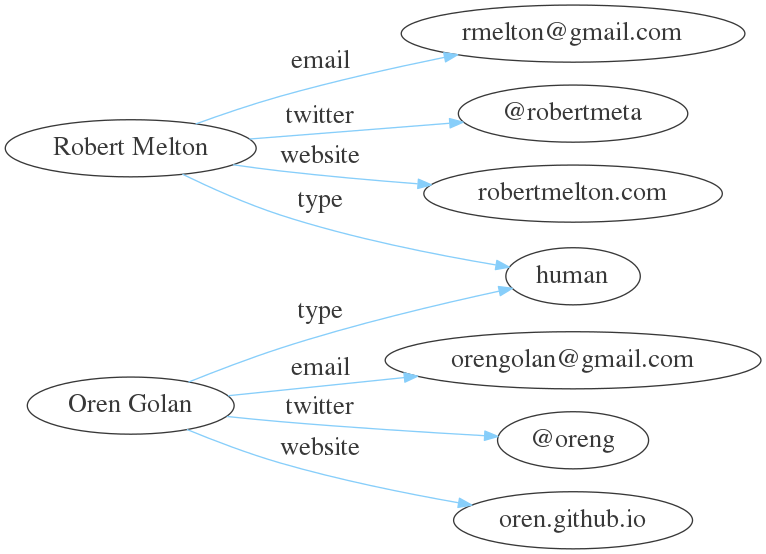 rmelton@gmail.com
email
twitter
@robertmeta
Robert Melton
website
robertmelton.com
type
human
type
orengolan@gmail.com
email
Oren Golan
twitter
@oreng
website
oren.github.io